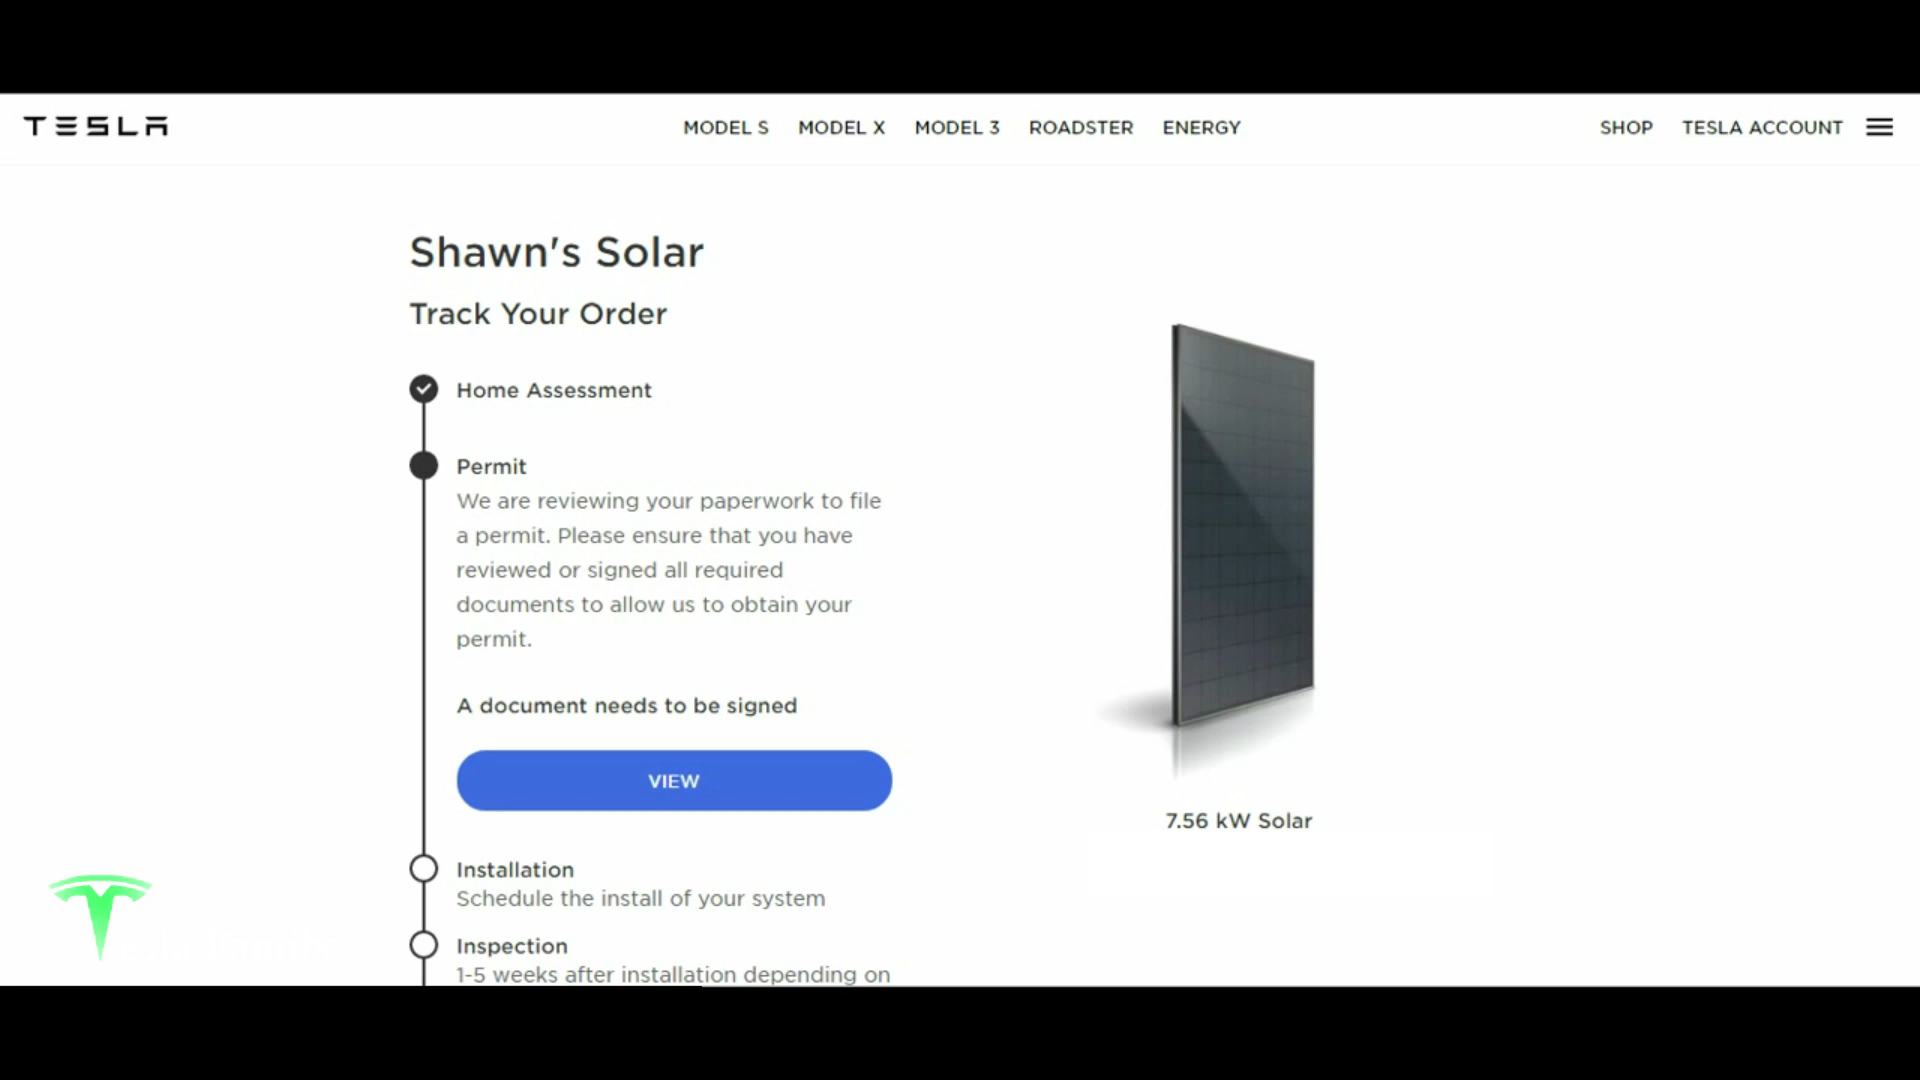 TESLA
MODEL S MODEL X MODEL 3 ROADSTER ENERGY
SHOP TESLA ACCOUNT
Shawn's Solar
Track Your Order
Home Assessment
Permit
We are reviewing your paperwork to file
a permit. Please ensure that you have
reviewed or signed all required
documents to allow us to obtain your
permit.
A document needs to be signed
VIEW
Installation
Schedule the install of your system
Inspection
1-5 weeks after installation depending on
7.56 kW Solar